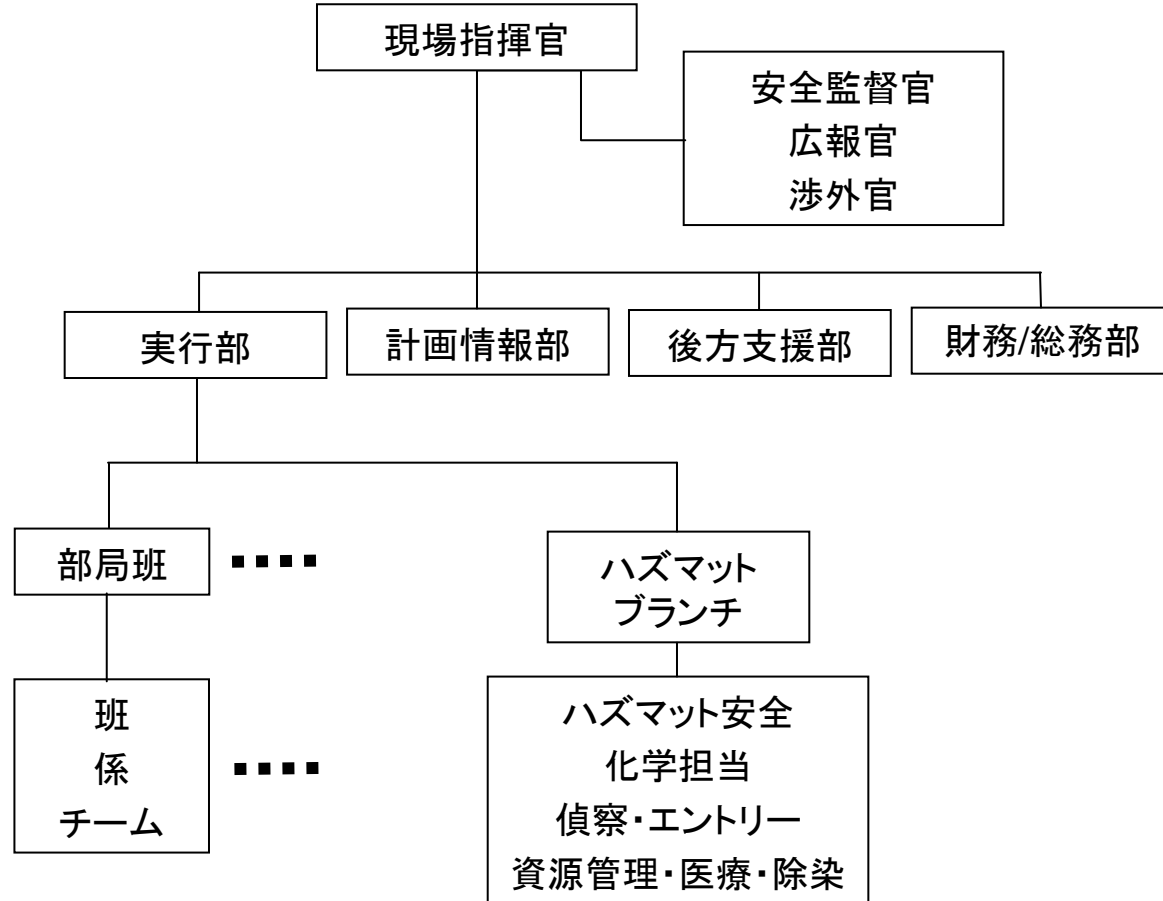 現場指揮官
安全監督官
広報官
渉外官
実行部
計画情報部
後方支援部
財務/総務部
部局班
ハズマット
ブランチ
班
係
チーム
ハズマット安全
化学担当
偵察・エントリー
資源管理・医療・除染